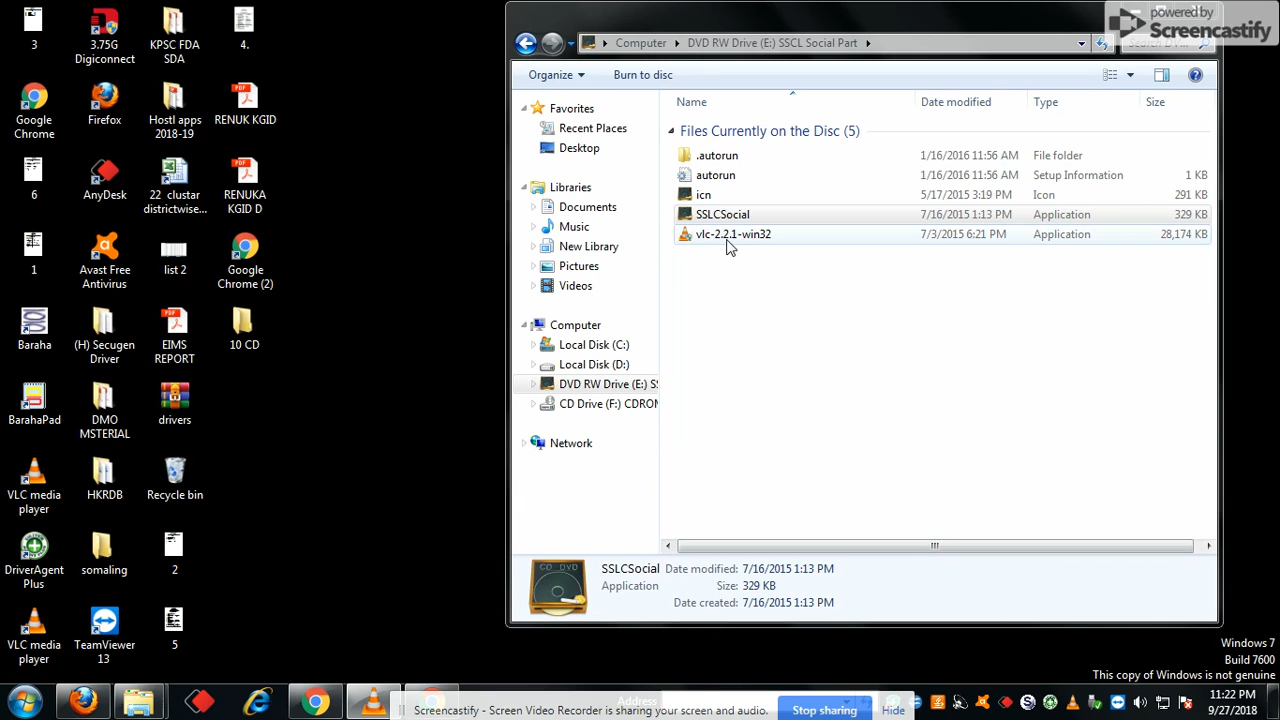 3
3.75G
Digiconnect
KPSC FDA
SDA
4.
Google
Chrome
Firefox
Hostl apps
2018-19
RENUK KGID
6
AnyDesk
22 clustar
districtwise...
RENUKA
KGID D
1
Avast Free
Antivirus
list 2
Google
Chrome (2)
Baraha
(H) Secugen
Driver
EIMS
REPORT
10 CD
BarahaPad
DMO
MSTERIAL
drivers
VLC media
player
HKRDB
Recycle bin
DriverAgent
Plus
somaling
2
VLC media
player
TeamViewer
13
5
powered by
Screencastify
Computer DVD RW Drive (E:) SSCL Social Part
Organize Burn to disc
Favorites
Recent Places
Desktop
Libraries
Documents
Music
New Library
Pictures
Videos
Computer
Local Disk (C:)
Local Disk (D:)
DVD RW Drive (E:) SS
CD Drive (F:) CDROM
Network
Name Date modified Type Size
Files Currently on the Disc (5)
.autorun 1/16/2016 11:56 AM File folder
autorun 1/16/2016 11:56 AM Setup Information 1 KB
icn 5/17/2015 3:19 PM Icon 291 KB
SSLCSocial 7/16/2015 1:13 PM Application 329 KB
vlc-2.2.1-win32 7/3/2015 6:21 PM Application 28,174 KB
CD DVD
SSLCSocial Date modified: 7/16/2015 1:13 PM
Application Size: 329 KB
Date created: 7/16/2015 1:13 PM
Windows 7
Build 7600
This copy of Windows is not genuine
Address
Screencastify - Screen Video Recorder is sharing your screen and audio. Stop sharing Hide
11:22 PM
9/27/2018